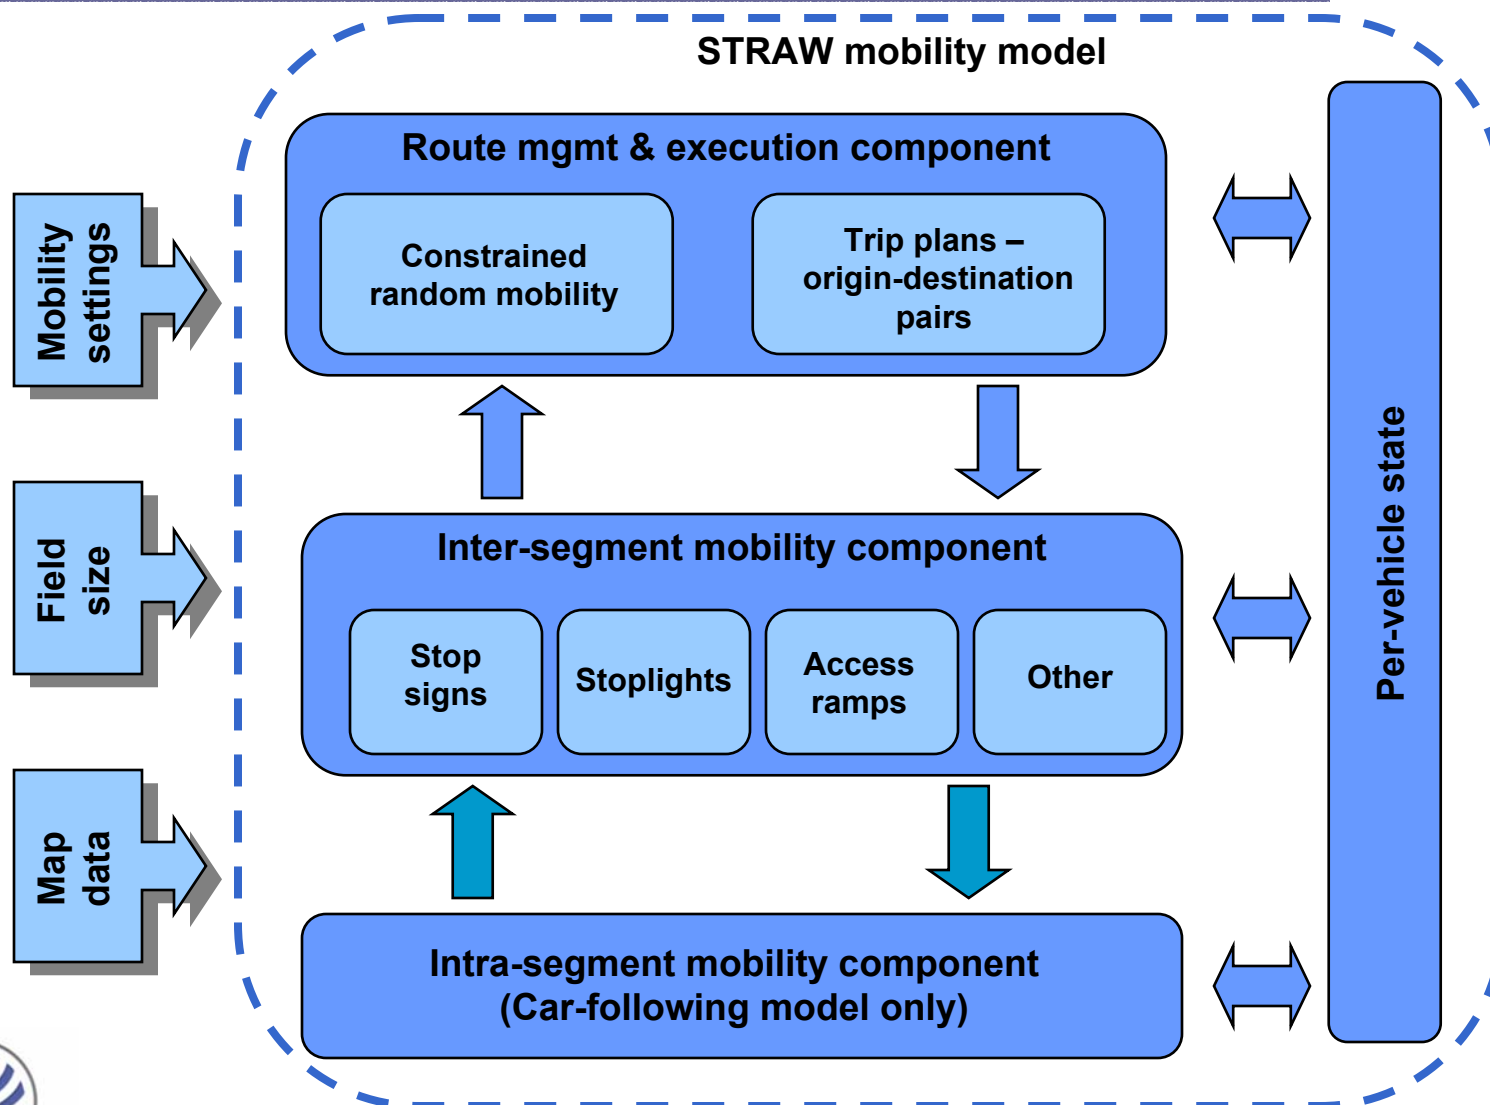 STRAW mobility model
Route mgmt & execution component
Constrained
random mobility
Trip plans –
origin-destination
pairs
Mobility
settings
Inter-segment mobility component
Stop
signs
Stoplights
Access
ramps
Other
Field
size
Map
data
Intra-segment mobility component
(Car-following model only)
Per-vehicle state